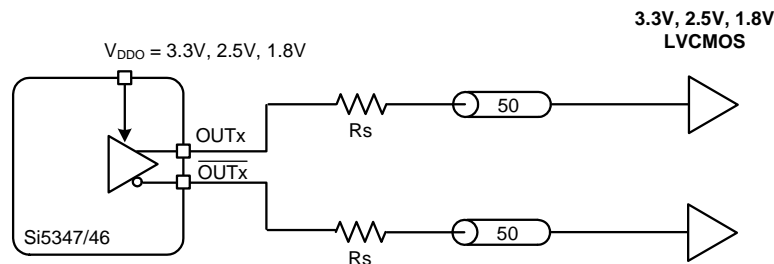 3.3V, 2.5V, 1.8V
LVCMOS
VDDO = 3.3V, 2.5V, 1.8V
50
OUTx
Rs
OUTx
Si5347/46
50
Rs